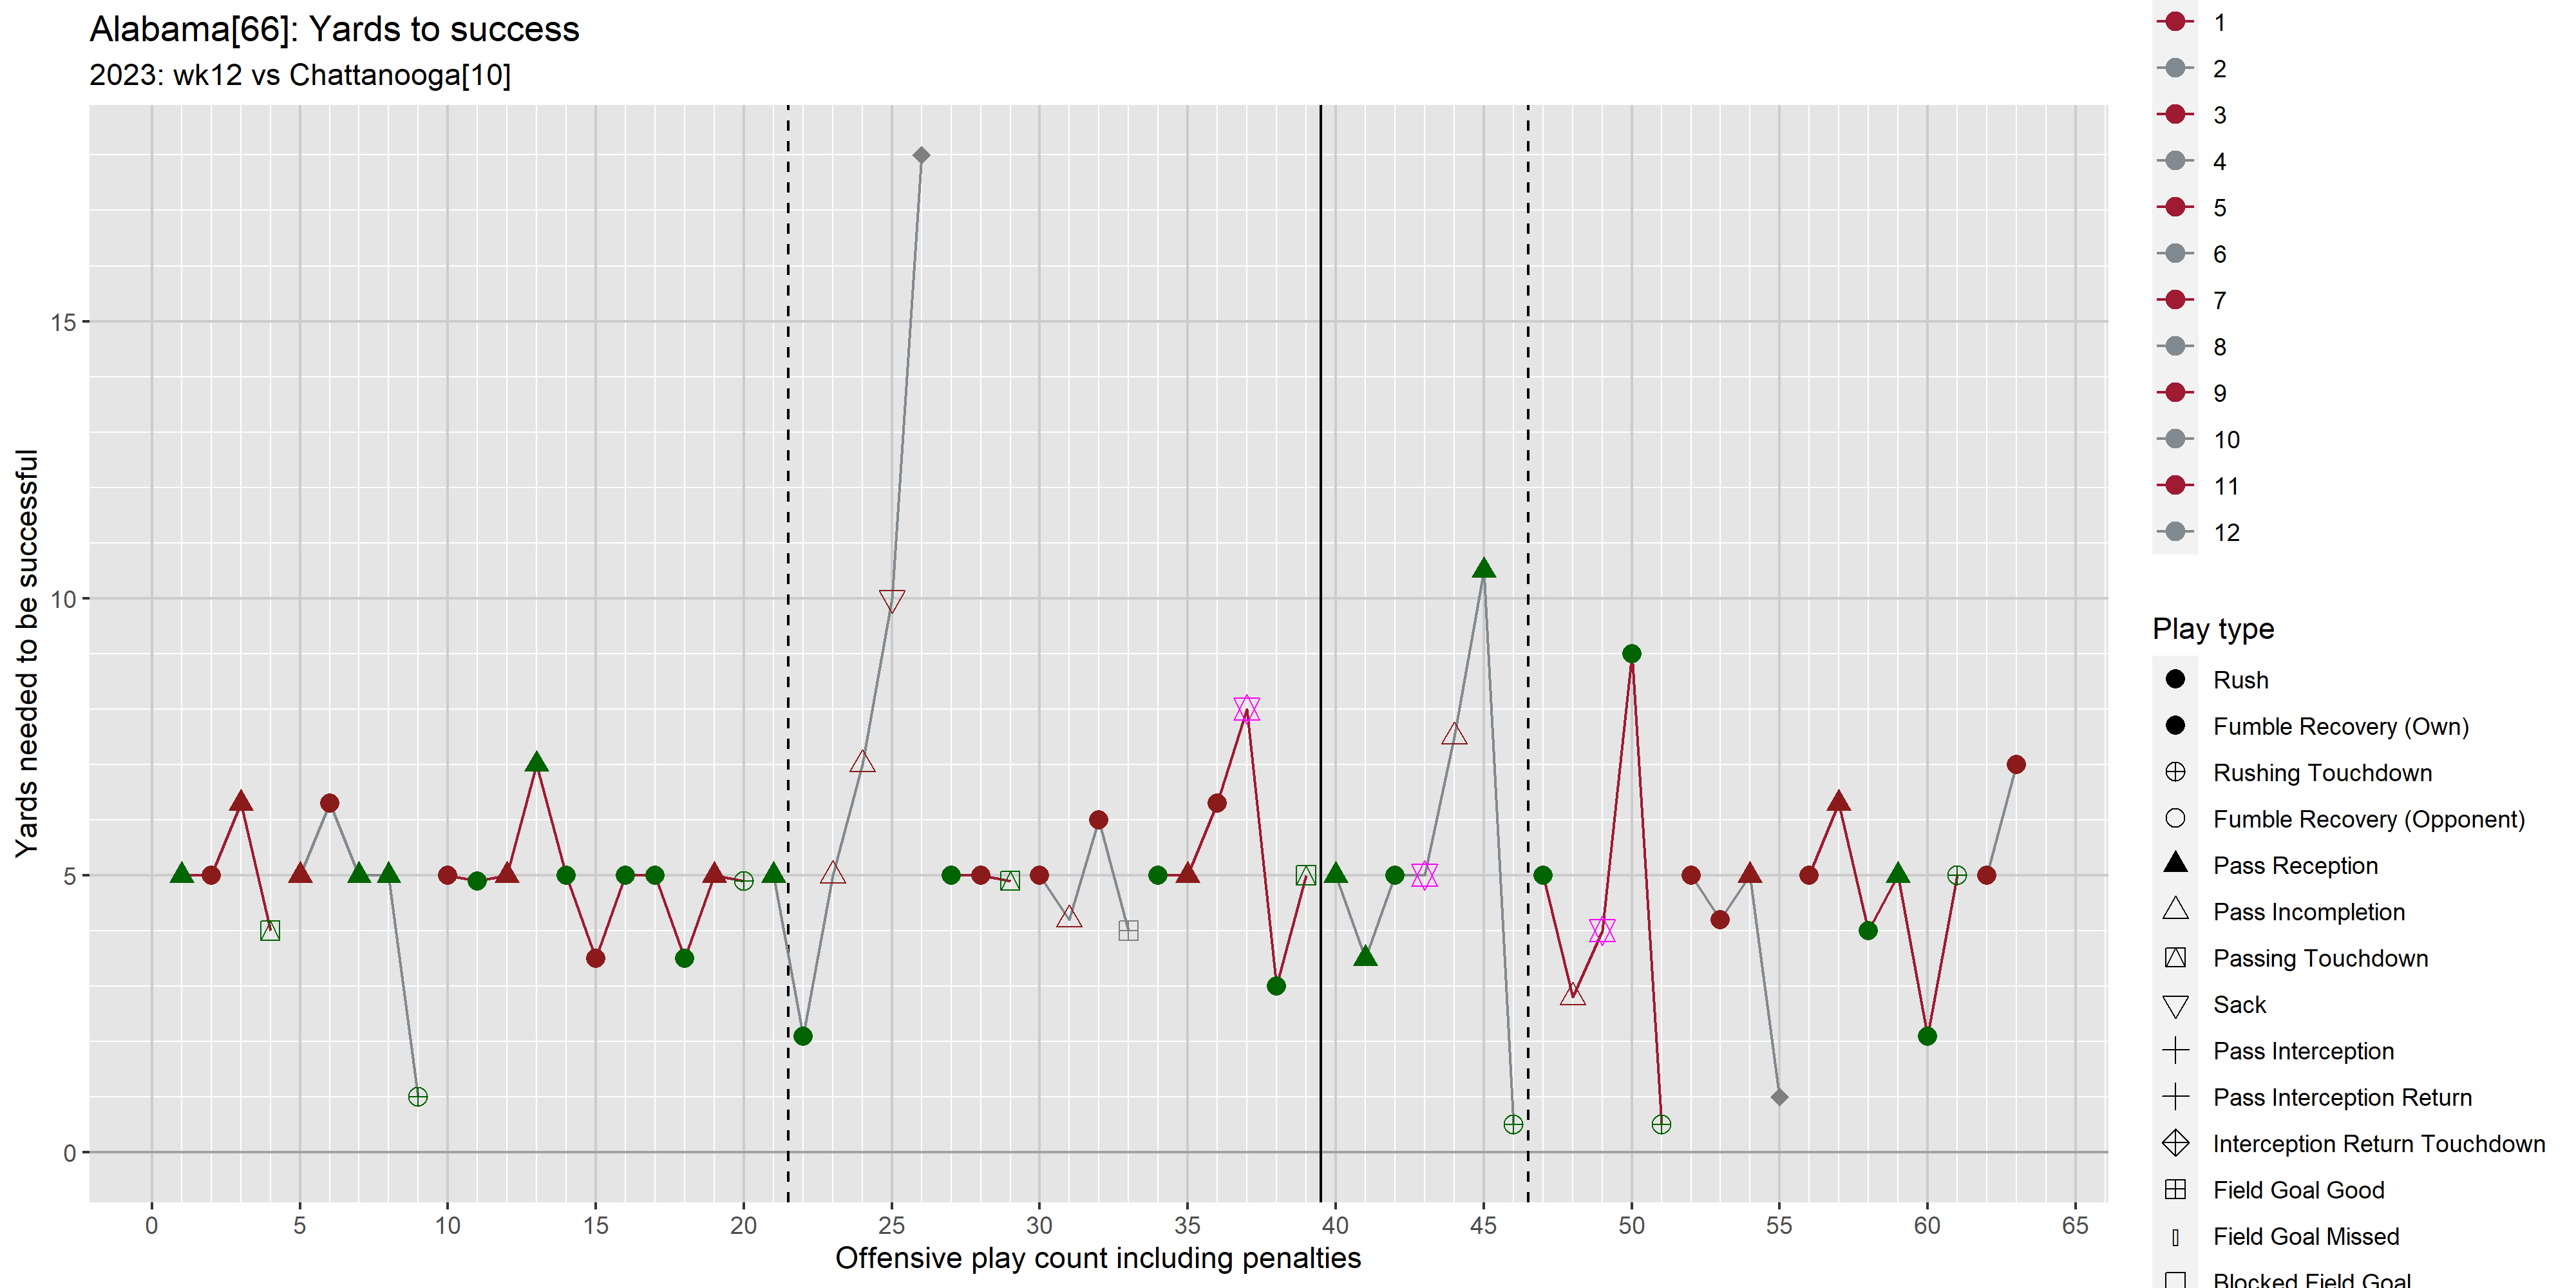 Alabama[66]: Yards to success
2023: wk12 vs Chattanooga[10]
Yards needed to be successful
15
10
5
0
0 5 10 15 20 25 30 35 40 45 50 55 60 65
Offensive play count including penalties
1
2
3
4
5
6
7
8
9
10
11
12
Play type
Rush
Fumble Recovery (Own)
Rushing Touchdown
Fumble Recovery (Opponent)
Pass Reception
Pass Incompletion
Passing Touchdown
Sack
Pass Interception
Pass Interception Return
Interception Return Touchdown
Field Goal Good
Field Goal Missed
Blocked Field Goal